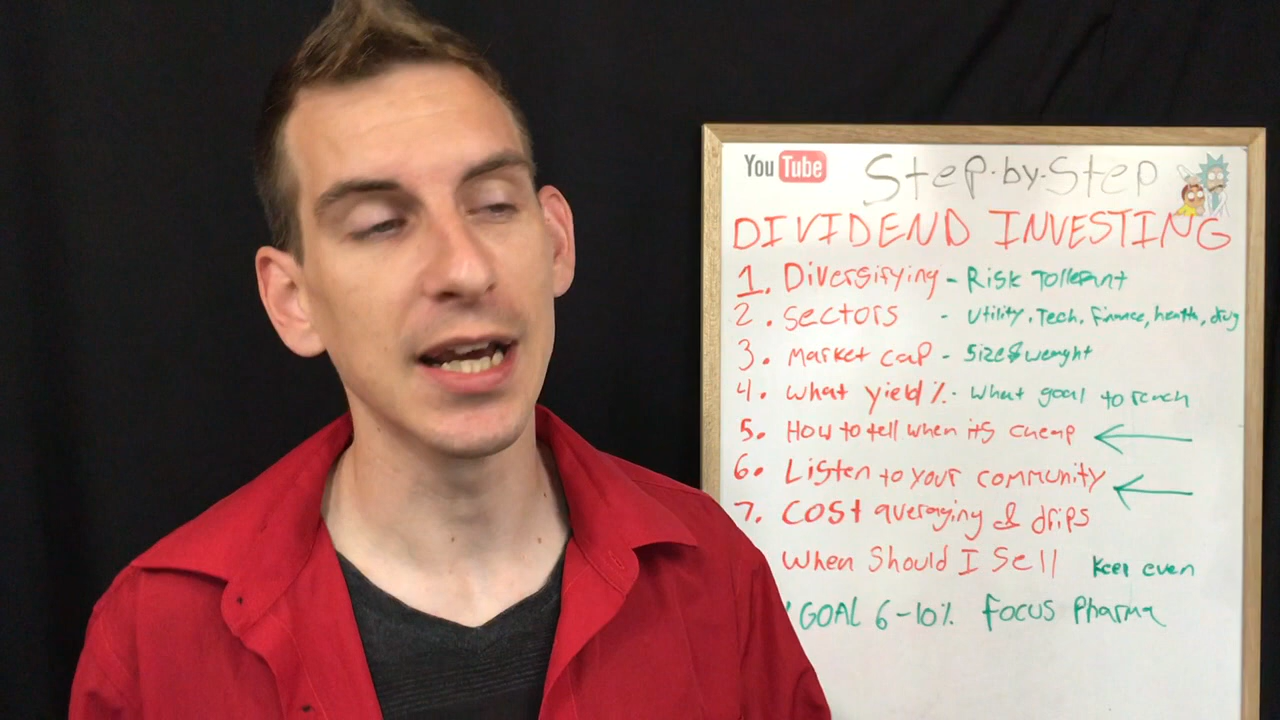 YouTube Step-by-Step
DIVIDEND INVESTING
1. Diversifying - Risk Tollerant
2. sectors - utility, Tech, Finance, health, drug
3. market cap - size & weaght
4. what yield % - what goal to reach
5. How to tell when its cheap
6. Listen to your community
7. cost averaging & drips
When Should I Sell Keep even
GOAL 6-10% Focus Pharma